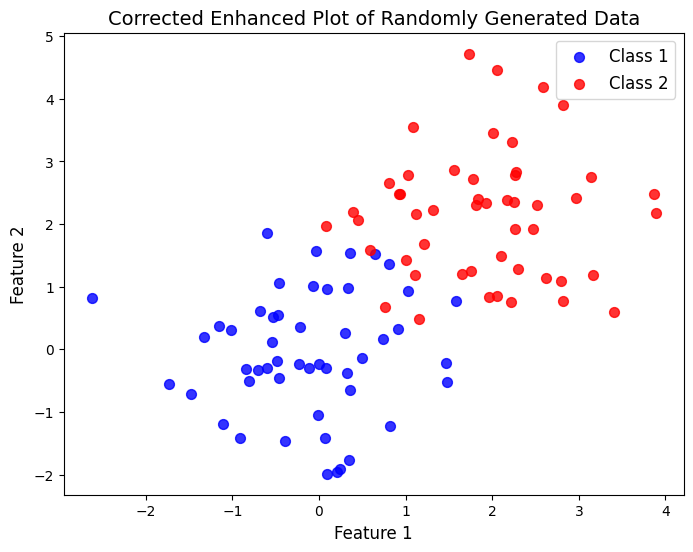 Corrected Enhanced Plot of Randomly Generated Data
Class 1
Class 2
Feature 2
5
4
3
2
1
0
−1
−2
−2 −1 0 1 2 3 4
Feature 1